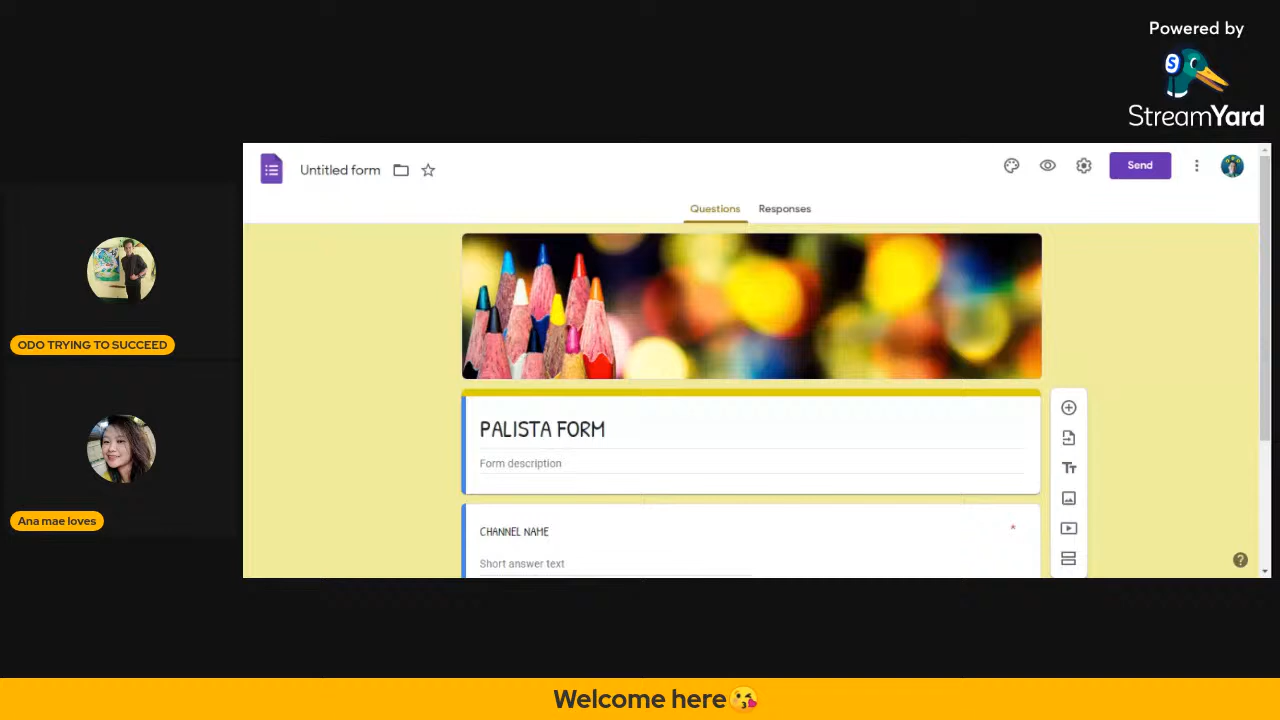 Powered by
StreamYard
Untitled form
Send
Questions Responses
PALISTA FORM
Form description
CHANNEL NAME *
Short answer text
ODO TRYING TO SUCCEED
Ana mae loves
Welcome here😘